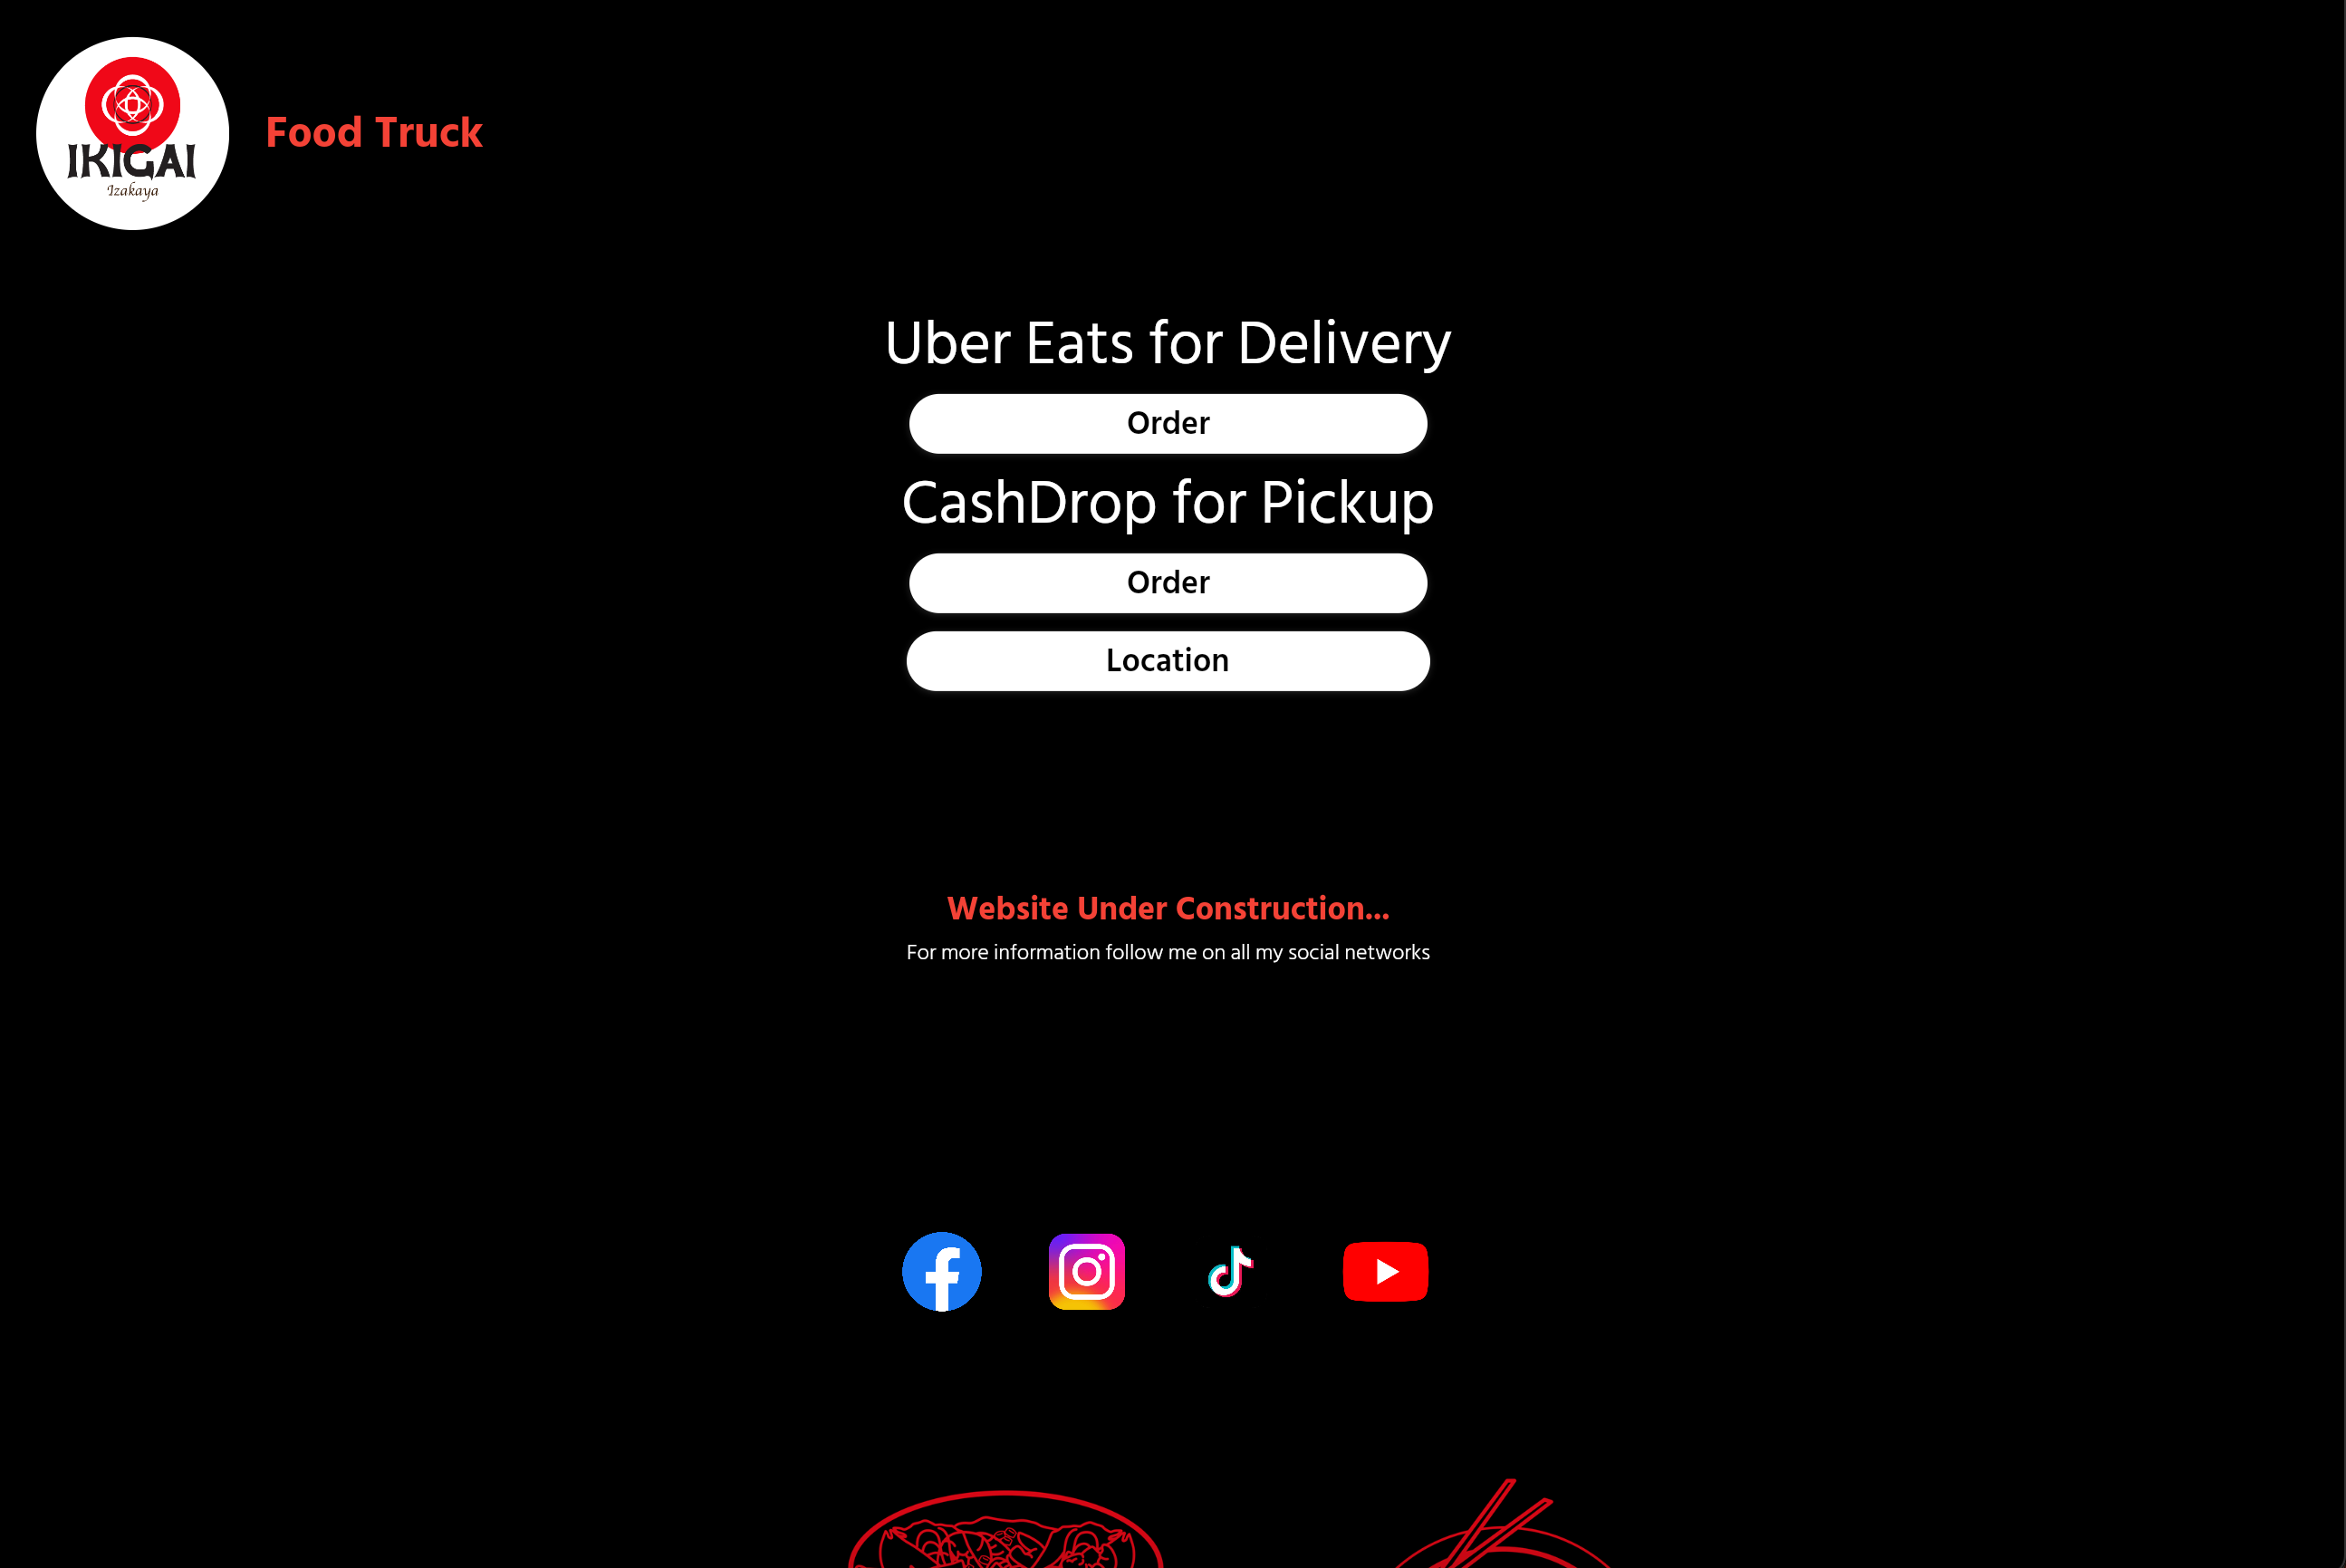 IKIGAI
Izakaya
Food Truck
Uber Eats for Delivery
Order
CashDrop for Pickup
Order
Location
Website Under Construction...
For more information follow me on all my social networks